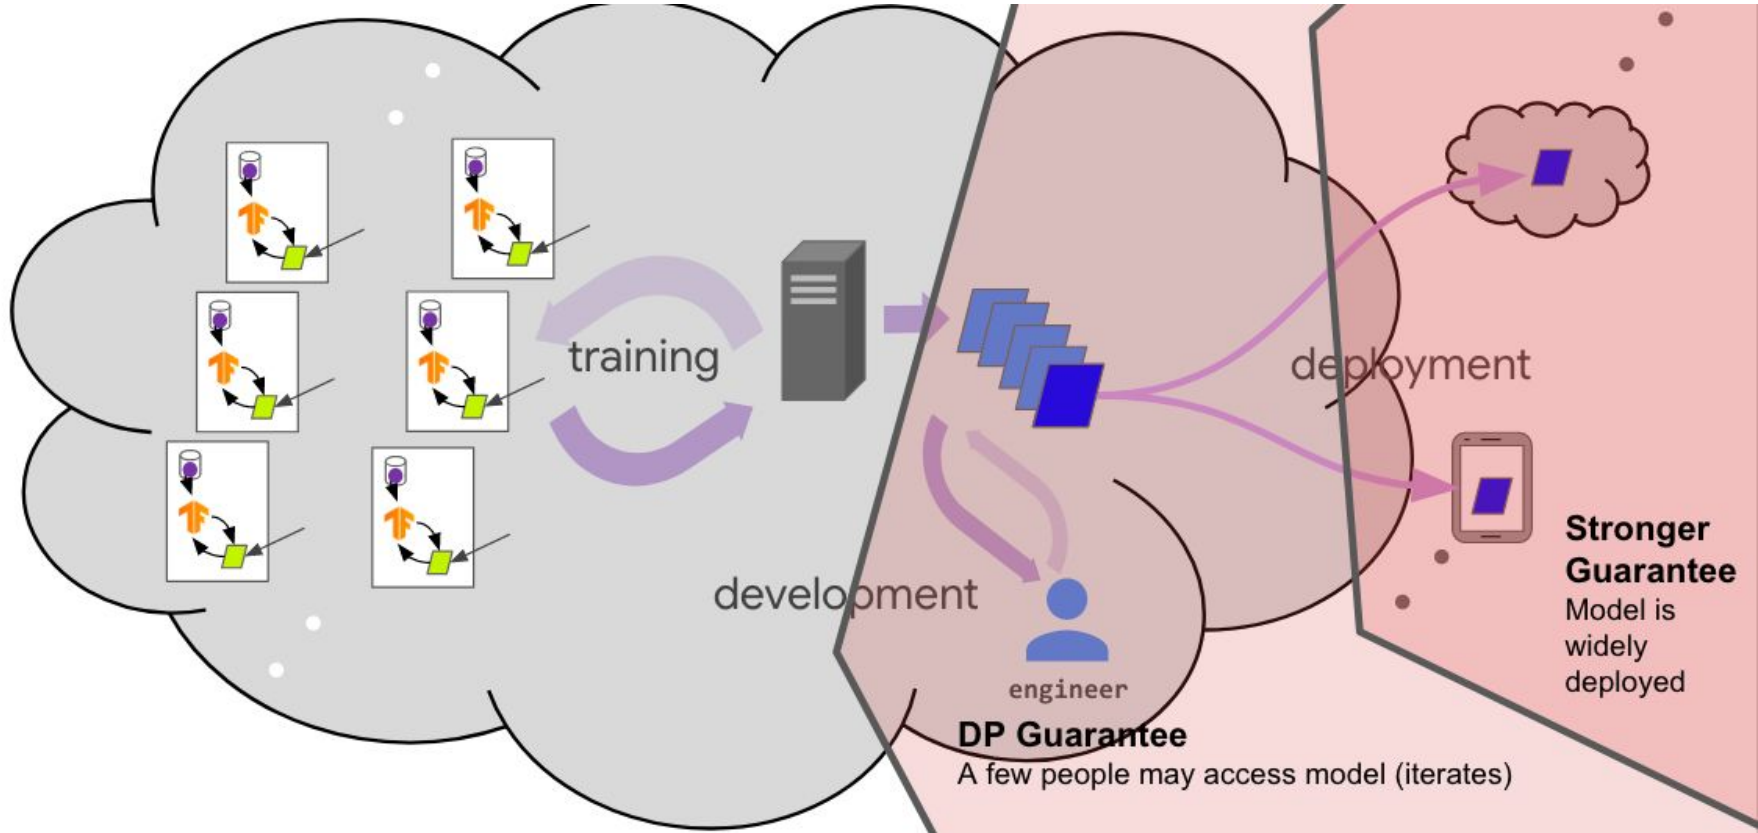 training
deployment
development
engineer
DP Guarantee
A few people may access model (iterates)
Stronger
Guarantee
Model is
widely
deployed